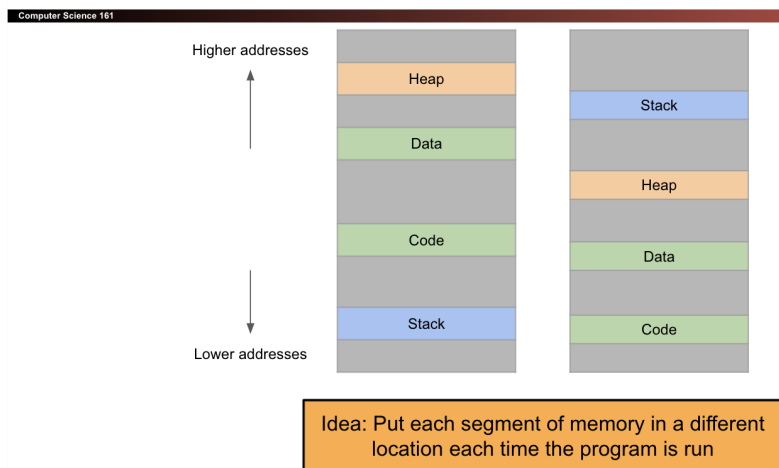 Computer Science 161
Higher addresses
Heap
Data
Code
Stack
Lower addresses
Stack
Heap
Data
Code
Idea: Put each segment of memory in a different
location each time the program is run